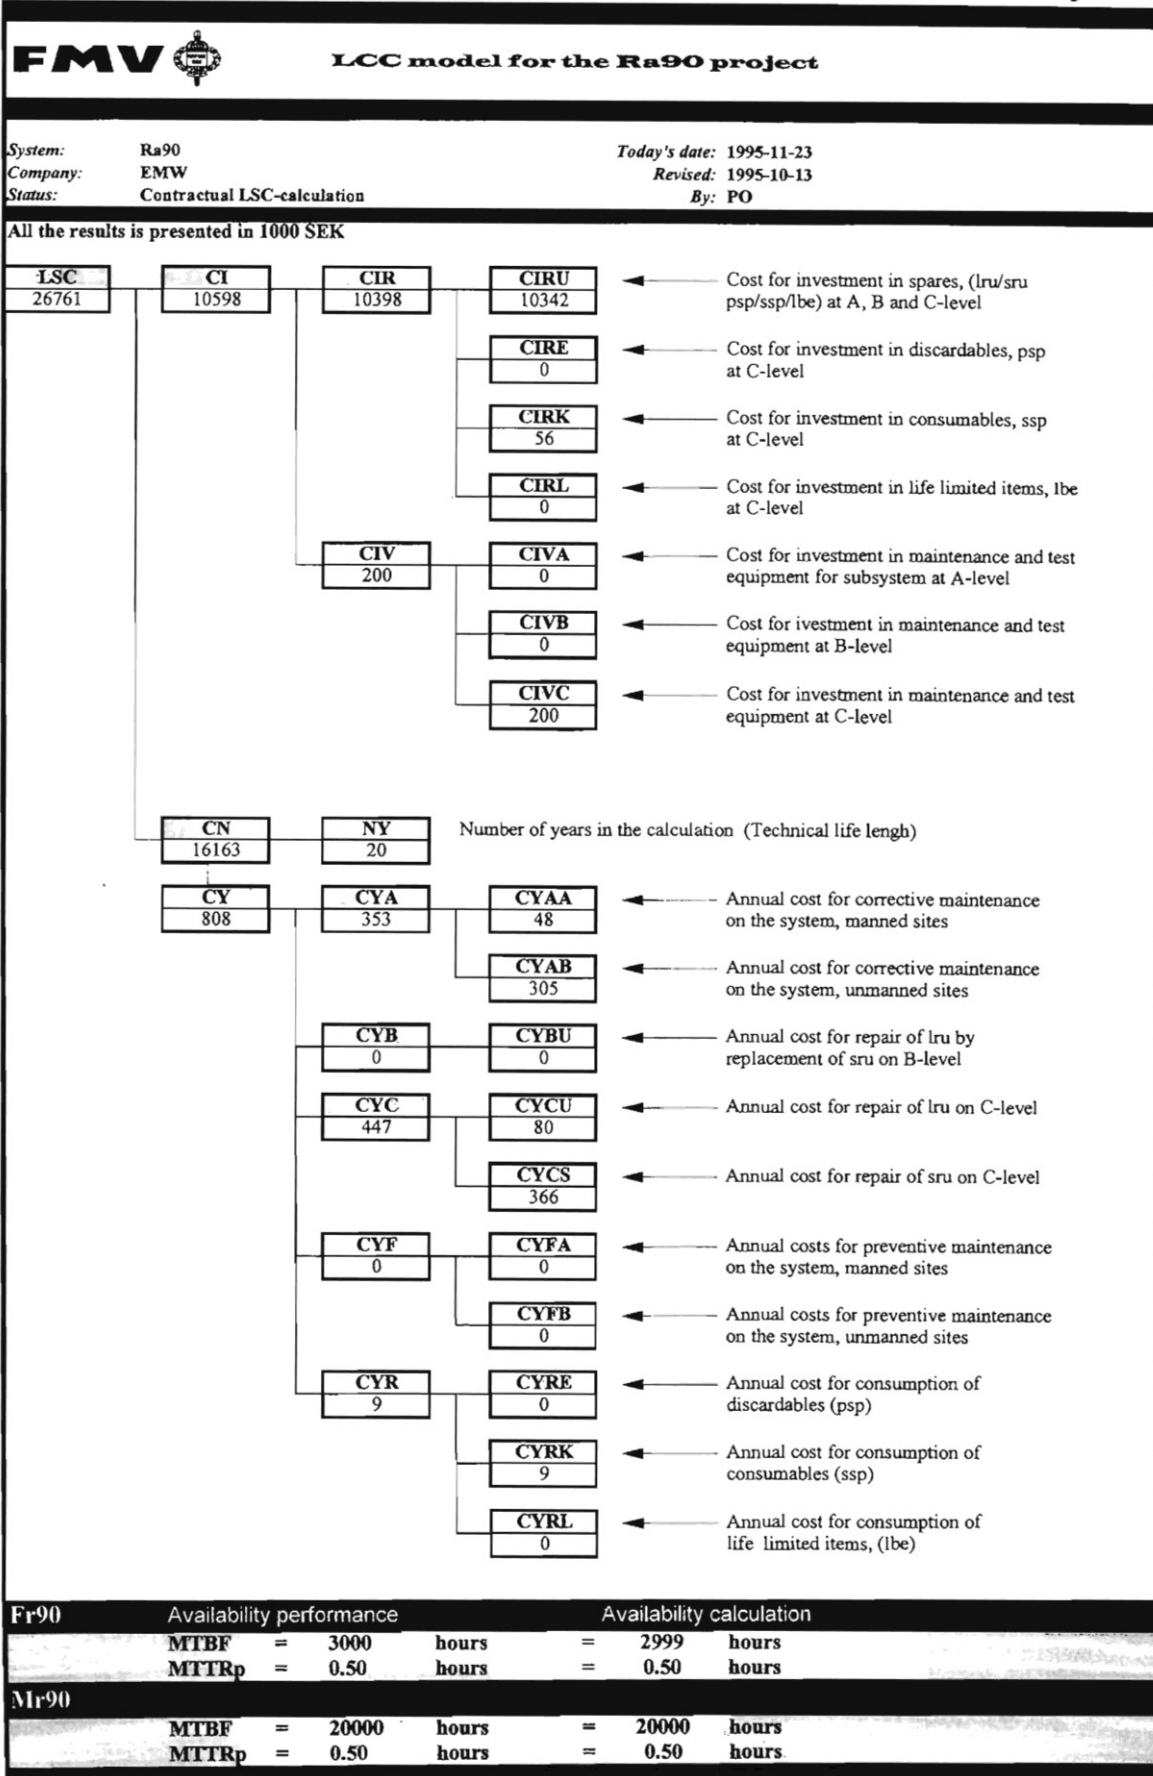 FMV LCC model for the Ra90 project
System: Ra90 Today's date: 1995-11-23
Company: EMW Revised: 1995-10-13
Status: Contractual LSC-calculation By: PO
All the results is presented in 1000 SEK
LSC CI CIR CIRU Cost for investment in spares, (lru/sru
26761 10598 10398 10342 psp/ssp/lbe) at A, B and C-level
CIRE Cost for investment in discardables, psp
0 at C-level
CIRK Cost for investment in consumables, ssp
56 at C-level
CIRL Cost for investment in life limited items, lbe
0 at C-level
CIV CIVA Cost for investment in maintenance and test
200 0 equipment for subsystem at A-level
CIVB Cost for ivestment in maintenance and test
0 equipment at B-level
CIVC Cost for investment in maintenance and test
200 equipment at C-level
CN NY Number of years in the calculation (Technical life lengh)
16163 20
CY CYA CYAA Annual cost for corrective maintenance
808 353 48 on the system, manned sites
CYAB Annual cost for corrective maintenance
305 on the system, unmanned sites
CYB CYBU Annual cost for repair of lru by
0 0 replacement of sru on B-level
CYC CYCU Annual cost for repair of lru on C-level
447 80
CYCS Annual cost for repair of sru on C-level
366
CYF CYFA Annual costs for preventive maintenance
0 0 on the system, manned sites
CYFB Annual costs for preventive maintenance
0 on the system, unmanned sites
CYR CYRE Annual cost for consumption of
9 0 discardables (psp)
CYRK Annual cost for consumption of
9 consumables (ssp)
CYRL Annual cost for consumption of
0 life limited items, (lbe)
Fr90 Availability performance Availability calculation
MTBF = 3000 hours = 2999 hours
MTTRp = 0.50 hours = 0.50 hours
Mr90
MTBF = 20000 hours = 20000 hours
MTTRp = 0.50 hours = 0.50 hours